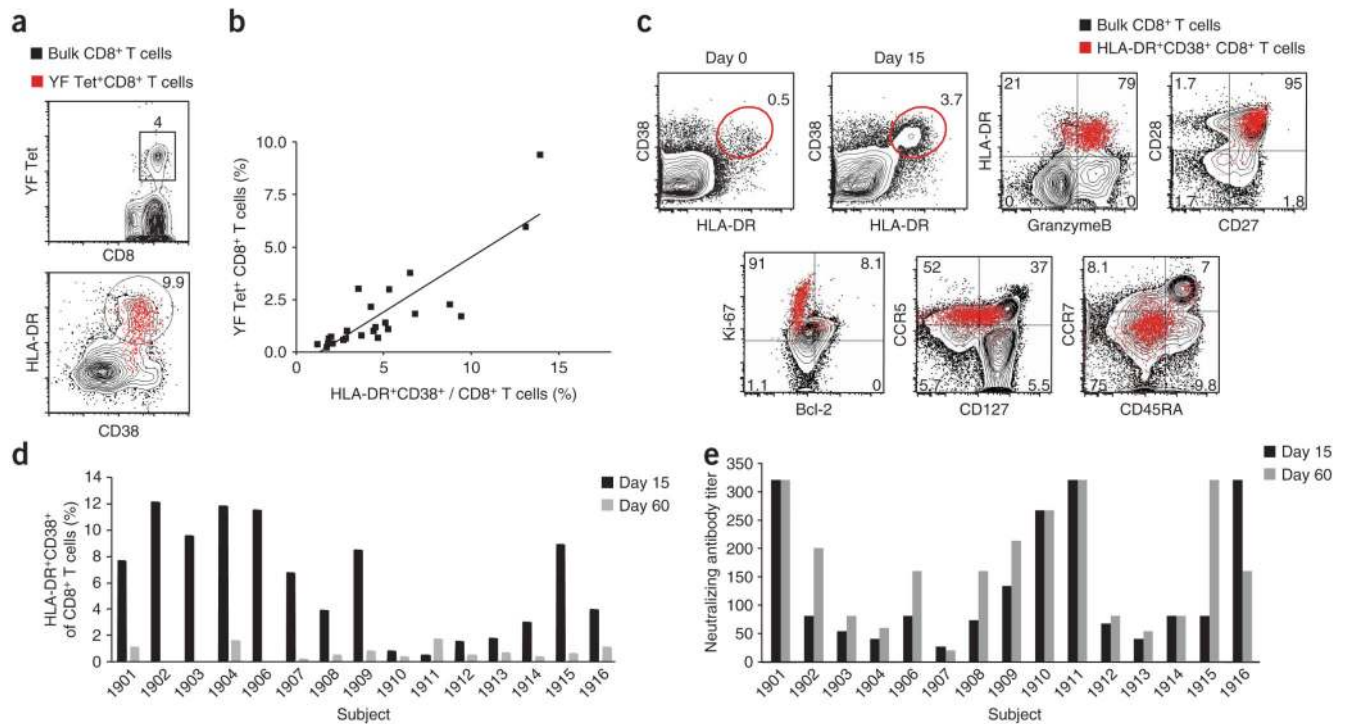 a
Bulk CD8+ T cells
YF Tet+CD8+ T cells
4
YF Tet
CD8
9.9
HLA-DR
CD38
b
YF Tet+ CD8+ T cells (%)
10.0
7.5
5.0
2.5
0.0
0 5 10 15
HLA-DR+CD38+ / CD8+ T cells (%)
c
Bulk CD8+ T cells
HLA-DR+CD38+ CD8+ T cells
Day 0
0.5
CD38
HLA-DR
Day 15
3.7
CD38
HLA-DR
21 79
HLA-DR
0 0
GranzymeB
1.7 95
CD28
1.7 1.8
CD27
91 8.1
Ki-67
1.1 0
Bcl-2
52 37
CCR5
5.7 5.5
CD127
8.1 7
CCR7
75 9.8
CD45RA
d
Day 15
Day 60
HLA-DR+CD38+
of CD8+ T cells (%)
14
12
10
8
6
4
2
0
1901 1902 1903 1904 1906 1907 1908 1909 1910 1911 1912 1913 1914 1915 1916
Subject
e
Day 15
Day 60
Neutralizing antibody titer
350
300
250
200
150
100
50
0
1901 1902 1903 1904 1906 1907 1908 1909 1910 1911 1912 1913 1914 1915 1916
Subject